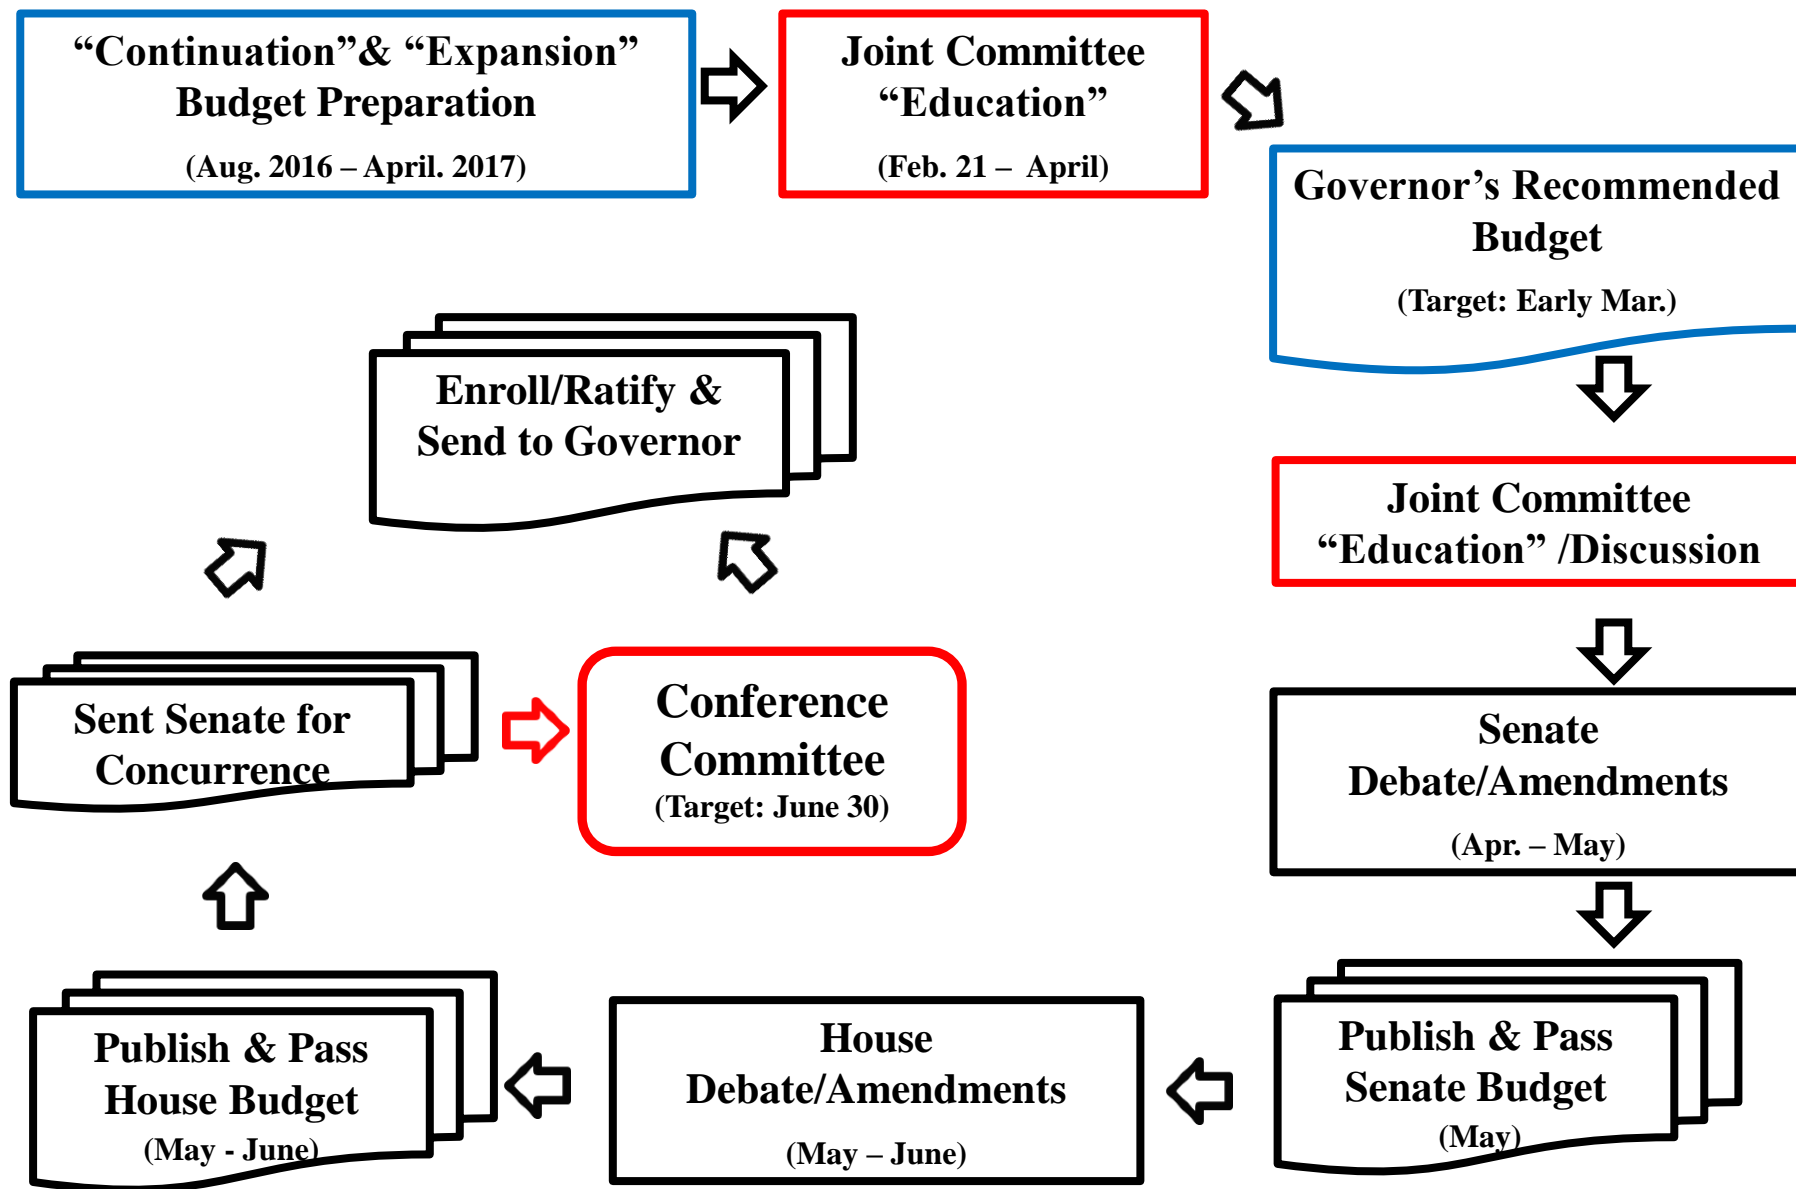 “Continuation”& “Expansion”
Budget Preparation
(Aug. 2016 – April. 2017)
Joint Committee
“Education”
(Feb. 21 – April)
Governor’s Recommended
Budget
(Target: Early Mar.)
Joint Committee
“Education” /Discussion
Senate
Debate/Amendments
(Apr. – May)
Publish & Pass
Senate Budget
(May)
House
Debate/Amendments
(May – June)
Publish & Pass
House Budget
(May - June)
Sent Senate for
Concurrence
Conference
Committee
(Target: June 30)
Enroll/Ratify &
Send to Governor